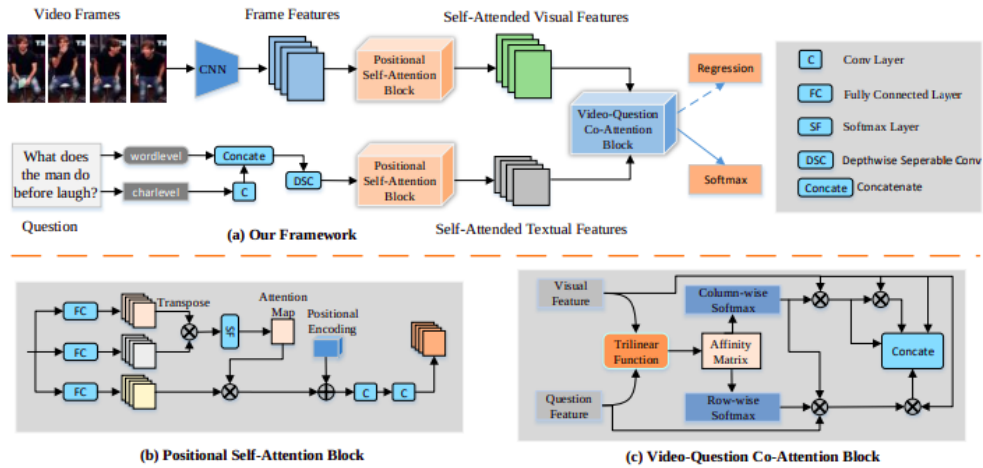 Video Frames
Frame Features
Self-Attended Visual Features
CNN
Positional
Self-Attention
Block
Regression
Video-Question
Co-Attention
Block
Softmax
C
Conv Layer
FC
Fully Connected Layer
SF
Softmax Layer
DSC
Depthwise Seperable Conv
Concate
Concatenate
What does
the man do
before laugh?
wordlevel
charlevel
Concate
C
DSC
Positional
Self-Attention
Block
Question
(a) Our Framework
Self-Attended Textual Features
FC
FC
FC
Transpose
SF
Attention
Map
Positional
Encoding
C
C
(b) Positional Self-Attention Block
Visual
Feature
Question
Feature
Trilinear
Function
Column-wise
Softmax
Affinity
Matrix
Row-wise
Softmax
Concate
(c) Video-Question Co-Attention Block